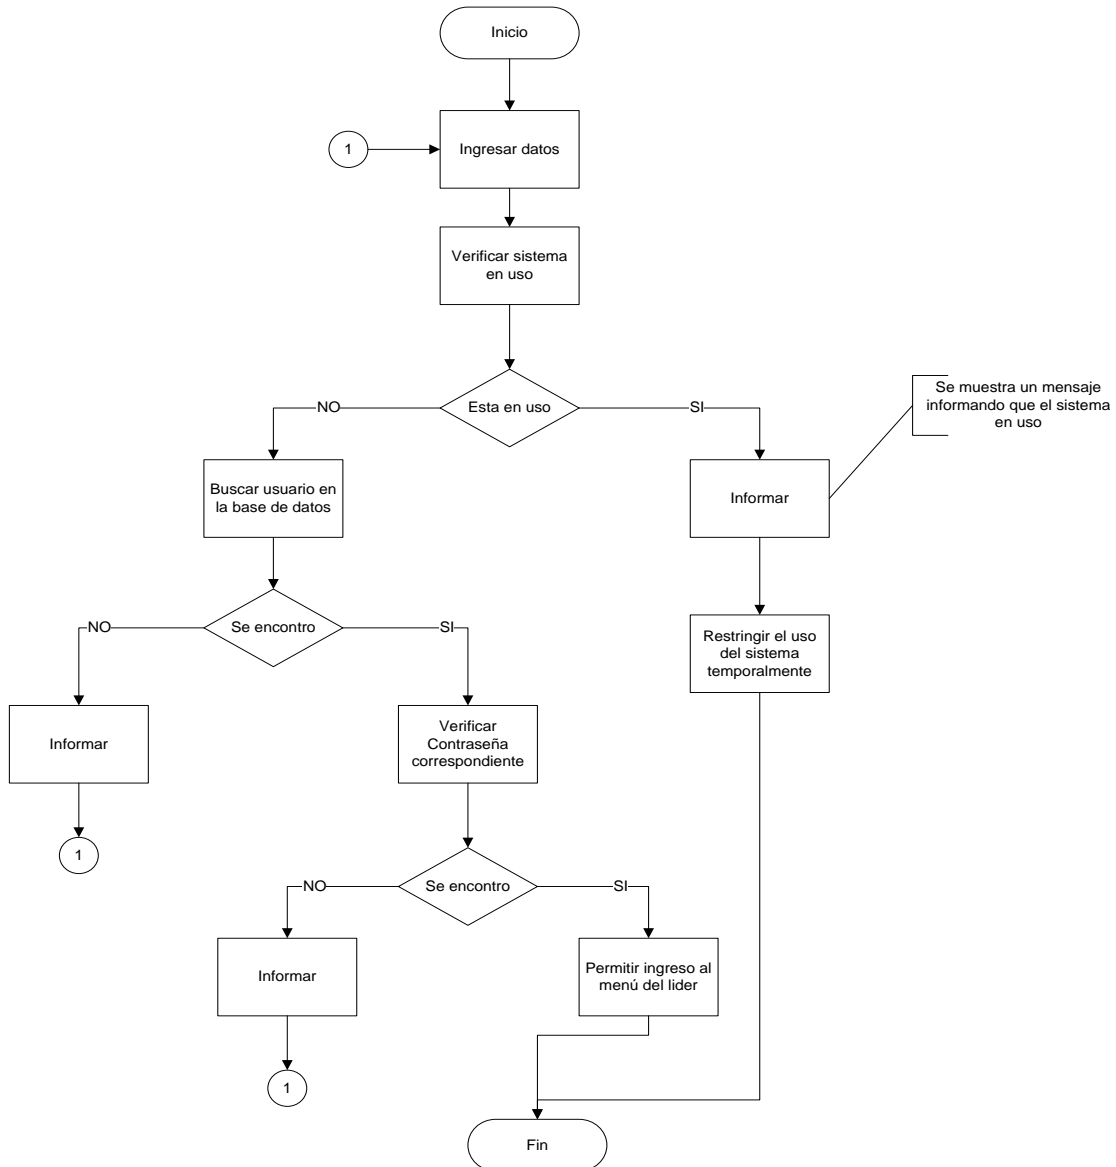 Inicio
1
Ingresar datos
Verificar sistema
en uso
NO
Esta en uso
SI
Se muestra un mensaje
informando que el sistema
en uso
Buscar usuario en
la base de datos
Informar
NO
Se encontro
SI
Restringir el uso
del sistema
temporalmente
Informar
Verificar
Contraseña
correspondiente
1
NO
Se encontro
SI
Informar
Permitir ingreso al
menú del lider
1
Fin